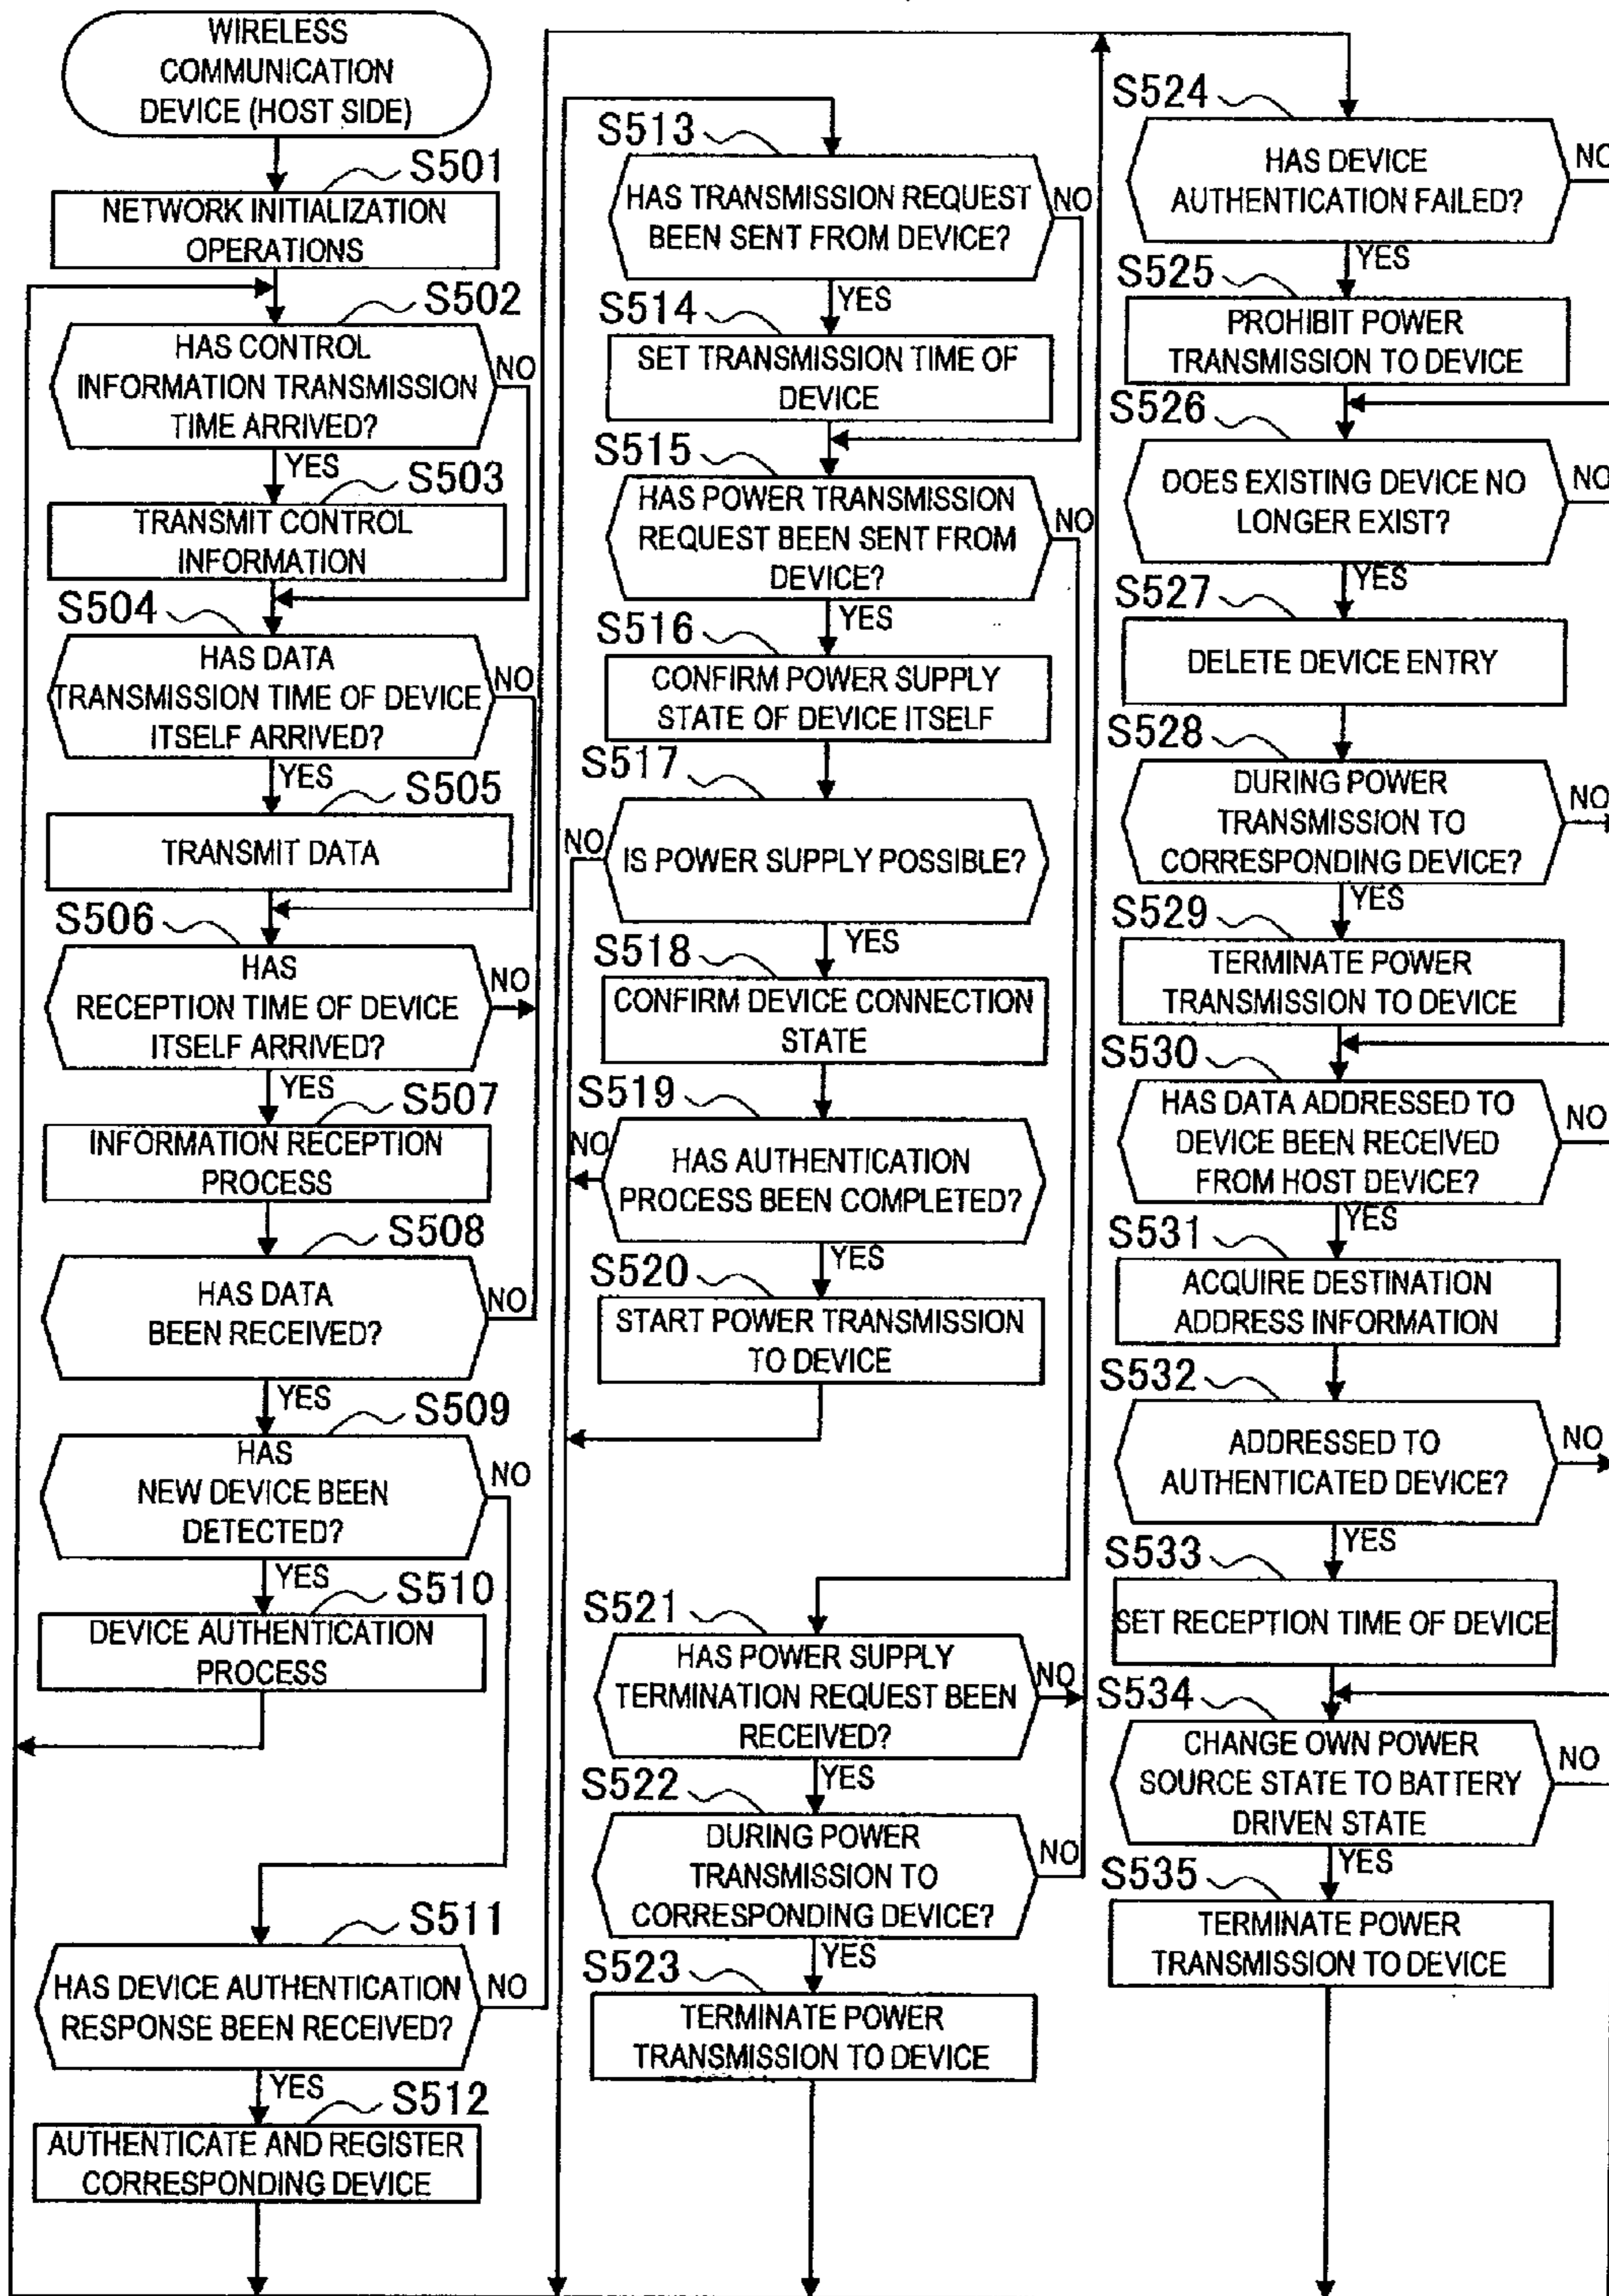 WIRELESS
COMMUNICATION
DEVICE (HOST SIDE)
S501
NETWORK INITIALIZATION
OPERATIONS
S502
HAS CONTROL
INFORMATION TRANSMISSION
TIME ARRIVED?
NO
YES
S503
TRANSMIT CONTROL
INFORMATION
S504
HAS DATA
TRANSMISSION TIME OF DEVICE
ITSELF ARRIVED?
NO
YES
S505
TRANSMIT DATA
S506
HAS
RECEPTION TIME OF DEVICE
ITSELF ARRIVED?
NO
YES
S507
INFORMATION RECEPTION
PROCESS
S508
HAS DATA
BEEN RECEIVED?
NO
YES
S509
HAS
NEW DEVICE BEEN
DETECTED?
NO
YES
S510
DEVICE AUTHENTICATION
PROCESS
S511
HAS DEVICE AUTHENTICATION
RESPONSE BEEN RECEIVED?
NO
YES
S512
AUTHENTICATE AND REGISTER
CORRESPONDING DEVICE
S513
HAS TRANSMISSION REQUEST
BEEN SENT FROM DEVICE?
NO
YES
S514
SET TRANSMISSION TIME OF
DEVICE
S515
HAS POWER TRANSMISSION
REQUEST BEEN SENT FROM
DEVICE?
NO
YES
S516
CONFIRM POWER SUPPLY
STATE OF DEVICE ITSELF
S517
NO
IS POWER SUPPLY POSSIBLE?
YES
S518
CONFIRM DEVICE CONNECTION
STATE
S519
NO
HAS AUTHENTICATION
PROCESS BEEN COMPLETED?
YES
S520
START POWER TRANSMISSION
TO DEVICE
S521
HAS POWER SUPPLY
TERMINATION REQUEST BEEN
RECEIVED?
NO
YES
S522
DURING POWER
TRANSMISSION TO
CORRESPONDING DEVICE?
NO
YES
S523
TERMINATE POWER
TRANSMISSION TO DEVICE
S524
HAS DEVICE
AUTHENTICATION FAILED?
NO
YES
S525
PROHIBIT POWER
TRANSMISSION TO DEVICE
S526
DOES EXISTING DEVICE NO
LONGER EXIST?
NO
YES
S527
DELETE DEVICE ENTRY
S528
DURING POWER
TRANSMISSION TO
CORRESPONDING DEVICE?
NO
YES
S529
TERMINATE POWER
TRANSMISSION TO DEVICE
S530
HAS DATA ADDRESSED TO
DEVICE BEEN RECEIVED
FROM HOST DEVICE?
NO
YES
S531
ACQUIRE DESTINATION
ADDRESS INFORMATION
S532
ADDRESSED TO
AUTHENTICATED DEVICE?
NO
YES
S533
SET RECEPTION TIME OF DEVICE
S534
CHANGE OWN POWER
SOURCE STATE TO BATTERY
DRIVEN STATE
NO
YES
S535
TERMINATE POWER
TRANSMISSION TO DEVICE